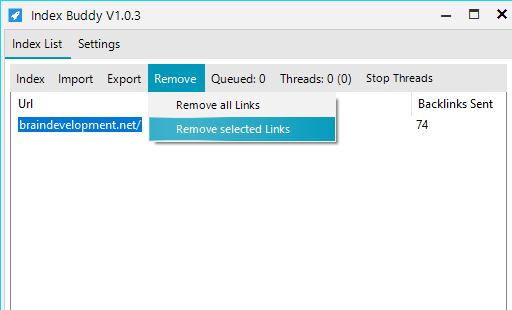 Index Buddy V1.0.3
Index List Settings
Index Import Export Remove Queued: 0 Threads: 0 (0) Stop Threads
Url Backlinks Sent
Remove all Links
braindevelopment.net/ 74
Remove selected Links